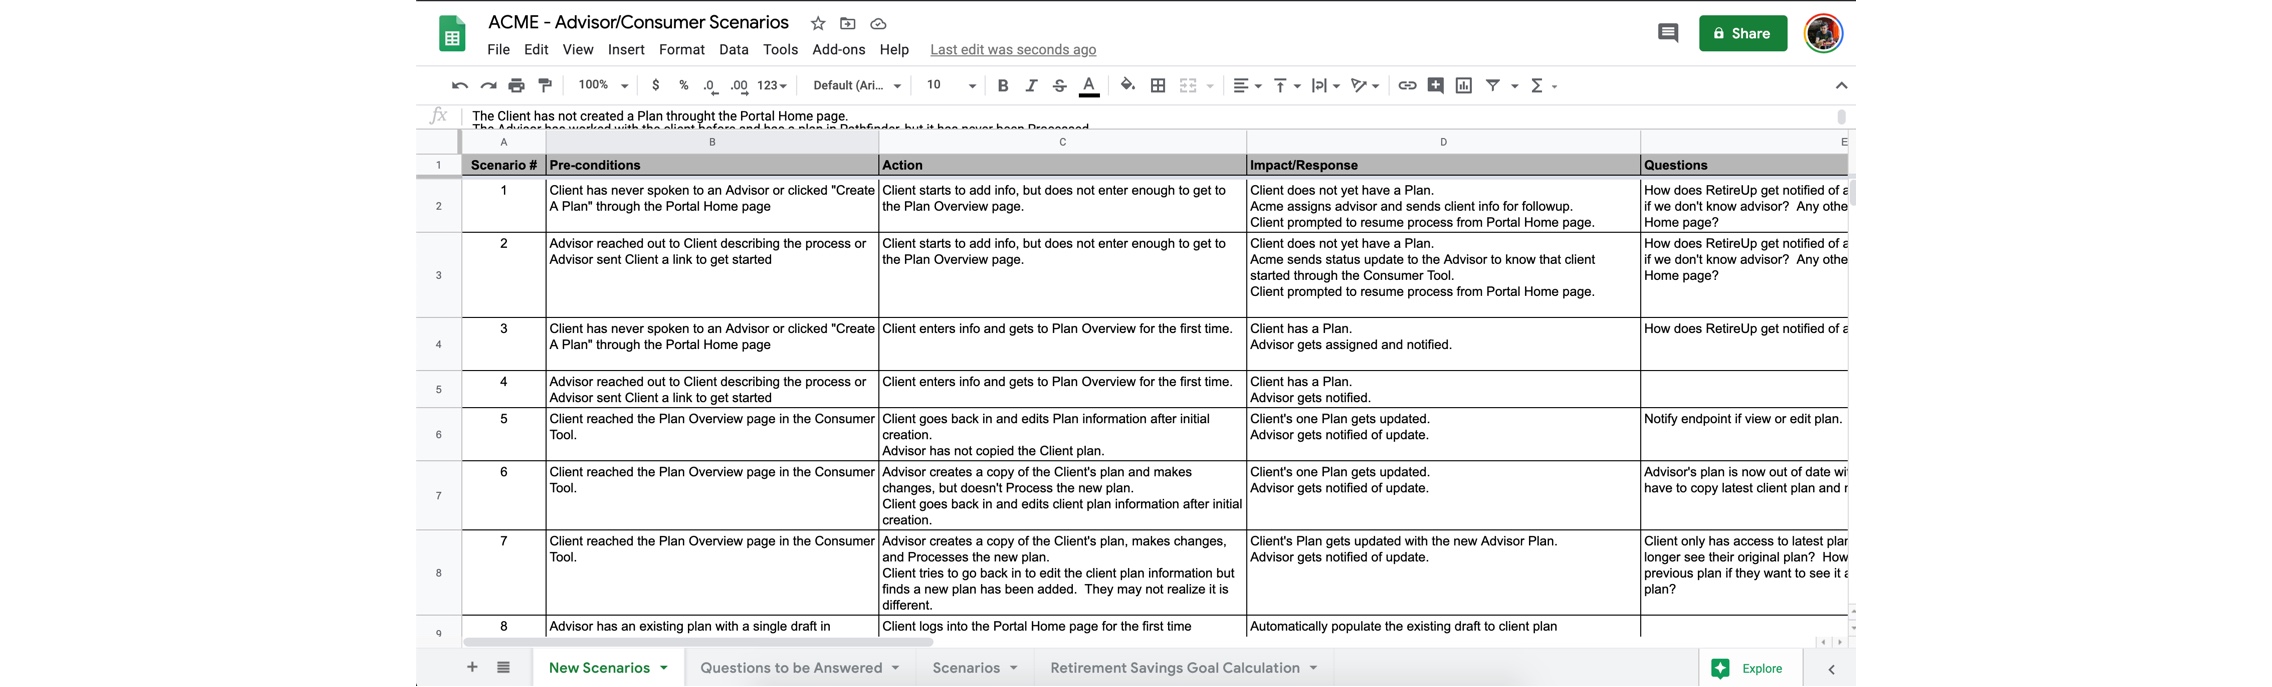 ACME - Advisor/Consumer Scenarios
File Edit View Insert Format Data Tools Add-ons Help Last edit was seconds ago
Share
100% $ % .0 .00 123 Default (Ari... 10 B I S A
fx The Client has not created a Plan throught the Portal Home page.
The Advisor has worked with the client before and has a plan in Pathfinder, but it has never been Processed
A B C D E
1 Scenario # Pre-conditions Action Impact/Response Questions
2
1
Client has never spoken to an Advisor or clicked "Create
A Plan" through the Portal Home page
Client starts to add info, but does not enter enough to get to
the Plan Overview page.
Client does not yet have a Plan.
Acme assigns advisor and sends client info for followup.
Client prompted to resume process from Portal Home page.
How does RetireUp get notified of a
if we don't know advisor? Any othe
Home page?
3
2
Advisor reached out to Client describing the process or
Advisor sent Client a link to get started
Client starts to add info, but does not enter enough to get to
the Plan Overview page.
Client does not yet have a Plan.
Acme sends status update to the Advisor to know that client
started through the Consumer Tool.
Client prompted to resume process from Portal Home page.
How does RetireUp get notified of a
if we don't know advisor? Any othe
Home page?
4
3
Client has never spoken to an Advisor or clicked "Create
A Plan" through the Portal Home page
Client enters info and gets to Plan Overview for the first time.
Client has a Plan.
Advisor gets assigned and notified.
How does RetireUp get notified of a
5
4
Advisor reached out to Client describing the process or
Advisor sent Client a link to get started
Client enters info and gets to Plan Overview for the first time.
Client has a Plan.
Advisor gets notified.
6
5
Client reached the Plan Overview page in the Consumer
Tool.
Client goes back in and edits Plan information after initial
creation.
Advisor has not copied the Client plan.
Client's one Plan gets updated.
Advisor gets notified of update.
Notify endpoint if view or edit plan.
7
6
Client reached the Plan Overview page in the Consumer
Tool.
Advisor creates a copy of the Client's plan and makes
changes, but doesn't Process the new plan.
Client goes back in and edits client plan information after initial
creation.
Client's one Plan gets updated.
Advisor gets notified of update.
Advisor's plan is now out of date wi
have to copy latest client plan and r
8
7
Client reached the Plan Overview page in the Consumer
Tool.
Advisor creates a copy of the Client's plan, makes changes,
and Processes the new plan.
Client tries to go back in to edit the client plan information but
finds a new plan has been added. They may not realize it is
different.
Client's Plan gets updated with the new Advisor Plan.
Advisor gets notified of update.
Client only has access to latest plan
longer see their original plan? How
previous plan if they want to see it a
plan?
9
8
Advisor has an existing plan with a single draft in
Client logs into the Portal Home page for the first time
Automatically populate the existing draft to client plan
New Scenarios Questions to be Answered Scenarios Retirement Savings Goal Calculation Explore